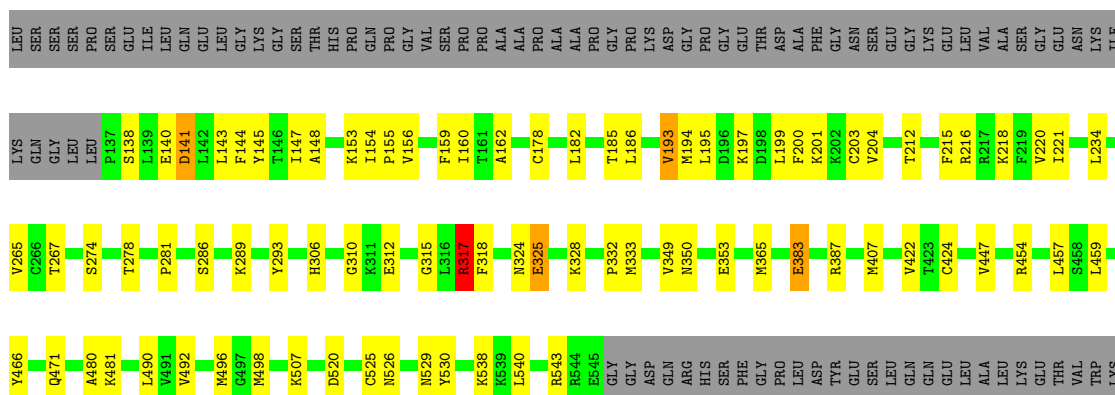 LEU SER SER SER PRO SER GLU ILE LEU GLN GLU LEU GLY LYS GLY SER THR HIS PRO GLN PRO GLY VAL SER PRO PRO ALA ALA PRO ALA ALA PRO GLY PRO LYS ASP GLY PRO GLY GLU THR ASP ALA PHE GLY ASN SER GLU GLY LYS GLU LEU VAL ALA SER GLY GLU ASN LYS ILE
LYS GLN GLY LEU LEU P137 S138 L139 E140 D141 L142 L143 F144 Y145 T146 I147 A148 K153 I154 P155 V156 F159 I160 T161 A162 C178 L182 T185 L186 V193 M194 L195 D196 K197 D198 L199 F200 K201 K202 C203 V204 T212 F215 R216 R217 K218 F219 V220 I221 L234
V265 C266 T267 S274 T278 P281 S286 K289 Y293 H306 G310 K311 E312 G315 L316 R317 F318 N324 E325 K328 P332 M333 V349 N350 E353 M365 E383 R387 M407 V422 T423 C424 V447 R454 L457 S458 L459
Y466 Q471 A480 K481 L490 V491 V492 M496 G497 M498 K507 D520 C525 N526 N529 Y530 K538 K539 L540 R543 R544 E545 GLY GLY ASP GLN ARG HIS SER PHE GLY PRO LEU ASP TYR GLU SER LEU GLN GLN GLU LEU ALA LEU LYS GLU THR VAL TRP LYS